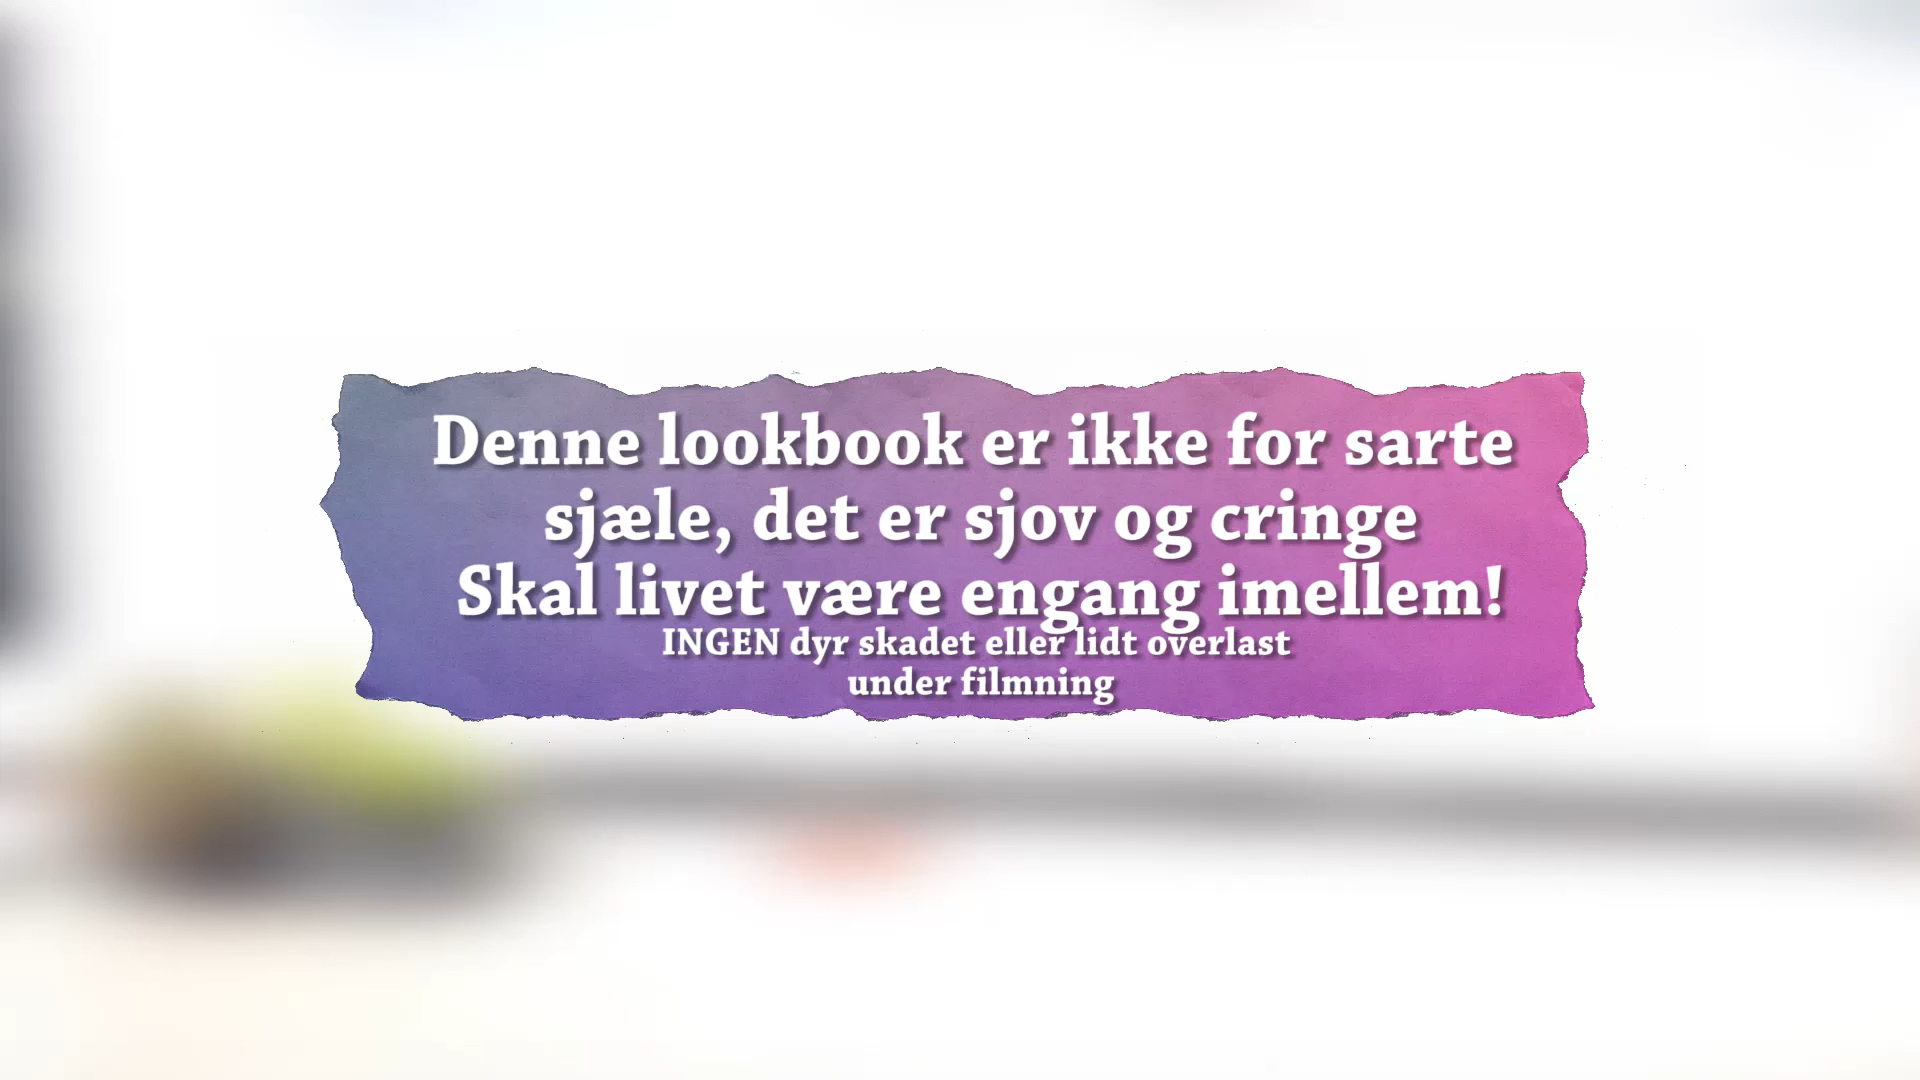 Denne lookbook er ikke for sarte
sjæle, det er sjov og cringe
Skal livet være engang imellem!
INGEN dyr skadet eller lidt overlast
under filmning